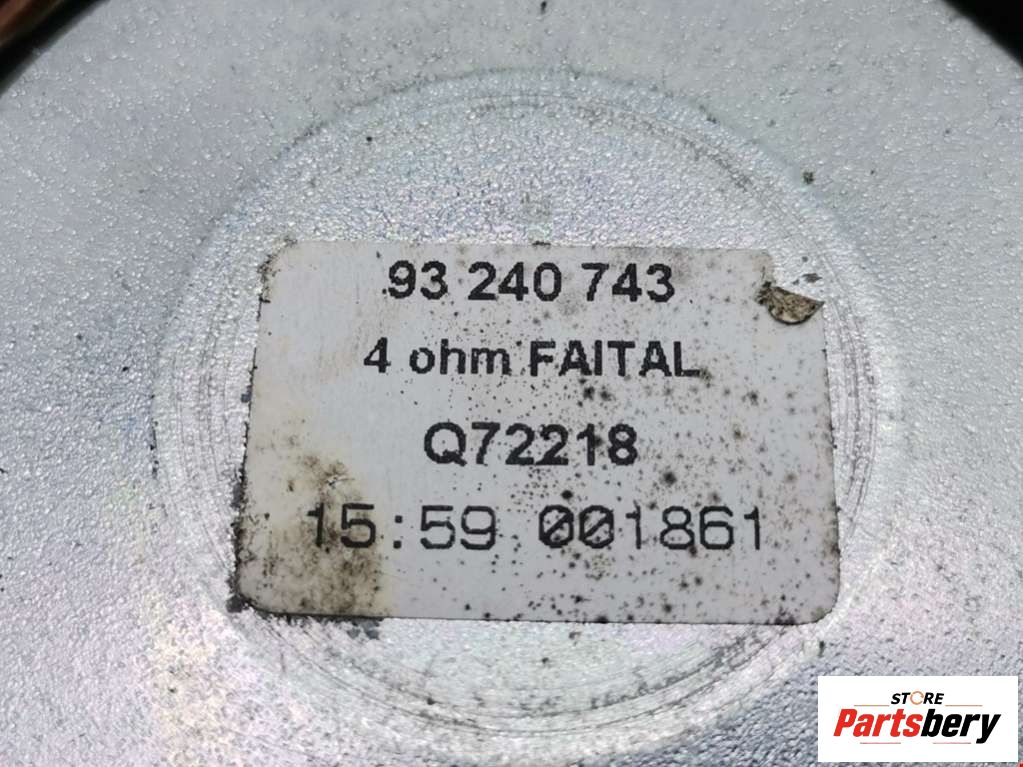 93 240 743
4 ohm FAITAL
Q72218
15:59 001861
STORE
Partsbery